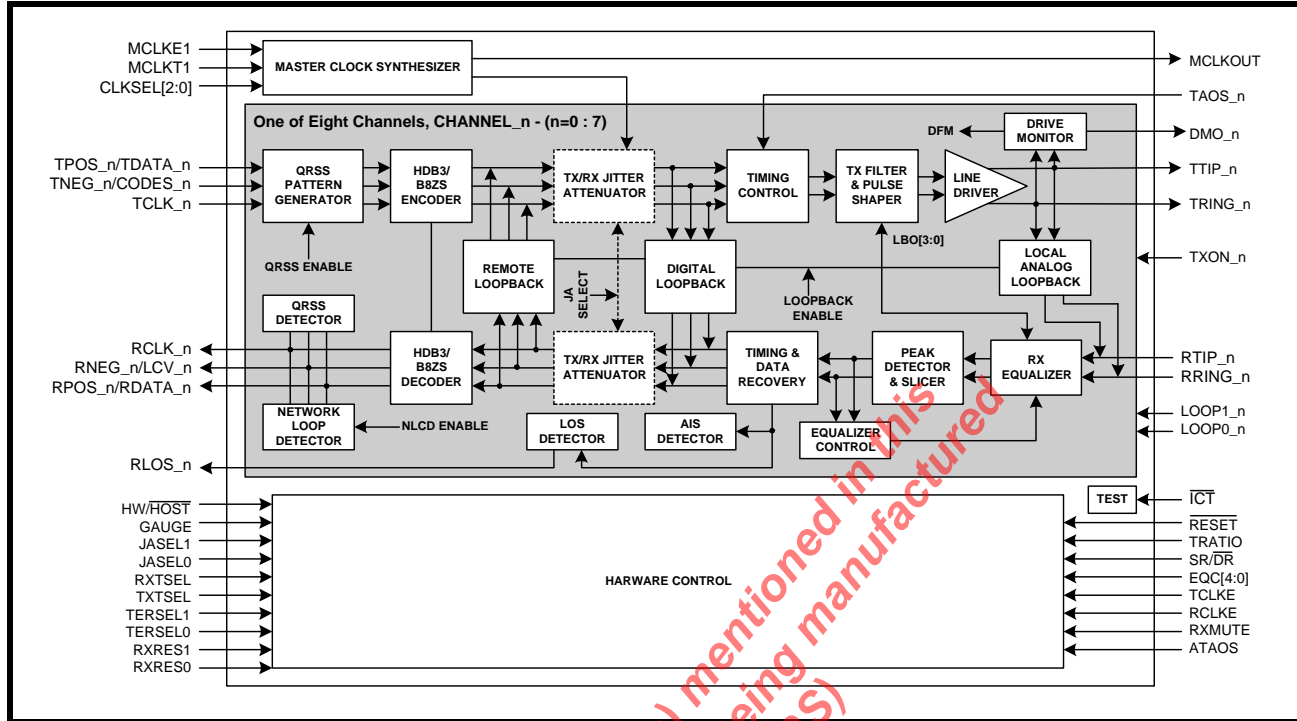 MCLKE1
MCLKT1
CLKSEL[2:0]
MASTER CLOCK SYNTHESIZER
MCLKOUT
TAOS_n
One of Eight Channels, CHANNEL_n - (n=0 : 7)
DFM
DRIVE
MONITOR
DMO_n
TPOS_n/TDATA_n
TNEG_n/CODES_n
TCLK_n
QRSS
PATTERN
GENERATOR
HDB3/
B8ZS
ENCODER
TX/RX JITTER
ATTENUATOR
TIMING
CONTROL
TX FILTER
& PULSE
SHAPER
LINE
DRIVER
TTIP_n
TRING_n
QRSS ENABLE
REMOTE
LOOPBACK
JA
SELECT
DIGITAL
LOOPBACK
LOOPBACK
ENABLE
LBO[3:0]
LOCAL
ANALOG
LOOPBACK
TXON_n
QRSS
DETECTOR
RCLK_n
RNEG_n/LCV_n
RPOS_n/RDATA_n
HDB3/
B8ZS
DECODER
TX/RX JITTER
ATTENUATOR
TIMING &
DATA
RECOVERY
PEAK
DETECTOR
& SLICER
RX
EQUALIZER
RTIP_n
RRING_n
NETWORK
LOOP
DETECTOR
NLCD ENABLE
LOS
DETECTOR
AIS
DETECTOR
EQUALIZER
CONTROL
LOOP1_n
LOOP0_n
RLOS_n
TEST
ICT
HW/HOST
GAUGE
JASEL1
JASEL0
RXTSEL
TXTSEL
TERSEL1
TERSEL0
RXRES1
RXRES0
HARWARE CONTROL
RESET
TRATIO
SR/DR
EQC[4:0]
TCLKE
RCLKE
RXMUTE
ATAOS
) mentioned in this
eing manufactured
S)